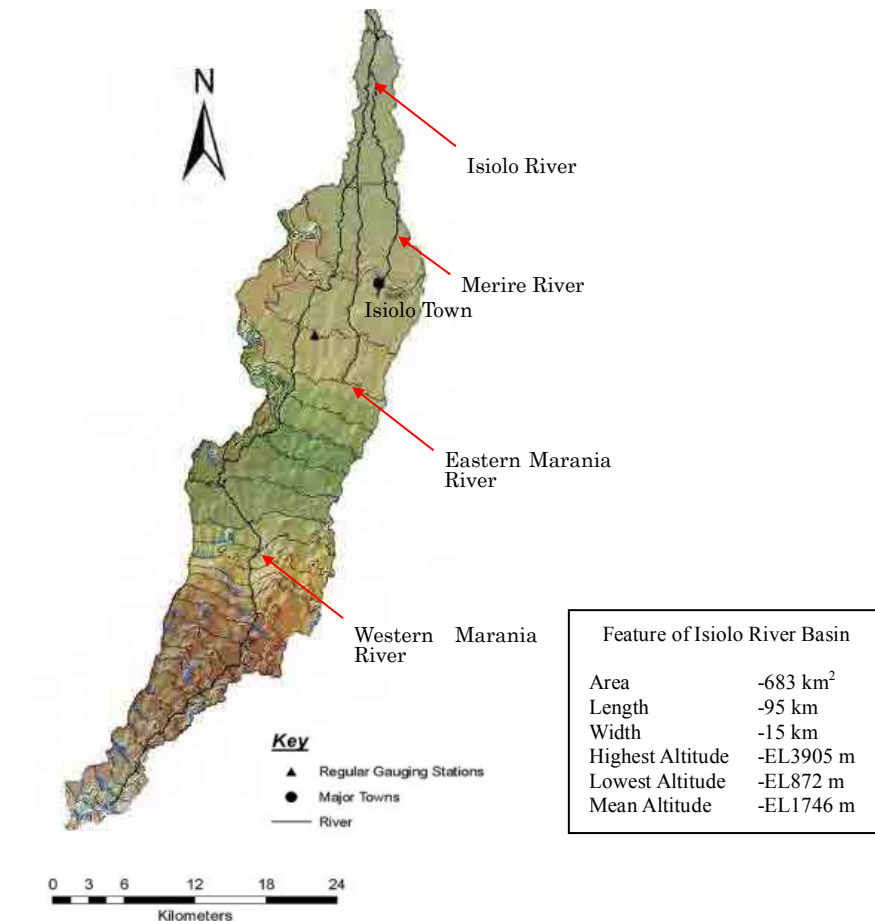 N
Isiolo River
Merire River
Isiolo Town
Eastern Marania
River
Western Marania
River
Feature of Isiolo River Basin
Area -683 km²
Length -95 km
Width -15 km
Highest Altitude -EL3905 m
Lowest Altitude -EL872 m
Mean Altitude -EL1746 m
Key
Regular Gauging Stations
Major Towns
River
0 3 6 12 18 24
Kilometers